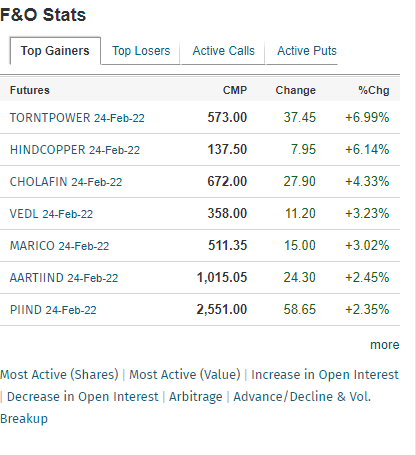 F&O Stats
Top Gainers Top Losers Active Calls Active Puts
Futures CMP Change %Chg
TORNTPOWER 24-Feb-22 573.00 37.45 +6.99%
HINDCOPPER 24-Feb-22 137.50 7.95 +6.14%
CHOLAFIN 24-Feb-22 672.00 27.90 +4.33%
VEDL 24-Feb-22 358.00 11.20 +3.23%
MARICO 24-Feb-22 511.35 15.00 +3.02%
AARTIIND 24-Feb-22 1,015.05 24.30 +2.45%
PIIND 24-Feb-22 2,551.00 58.65 +2.35%
more
Most Active (Shares) | Most Active (Value) | Increase in Open Interest
| Decrease in Open Interest | Arbitrage | Advance/Decline & Vol.
Breakup